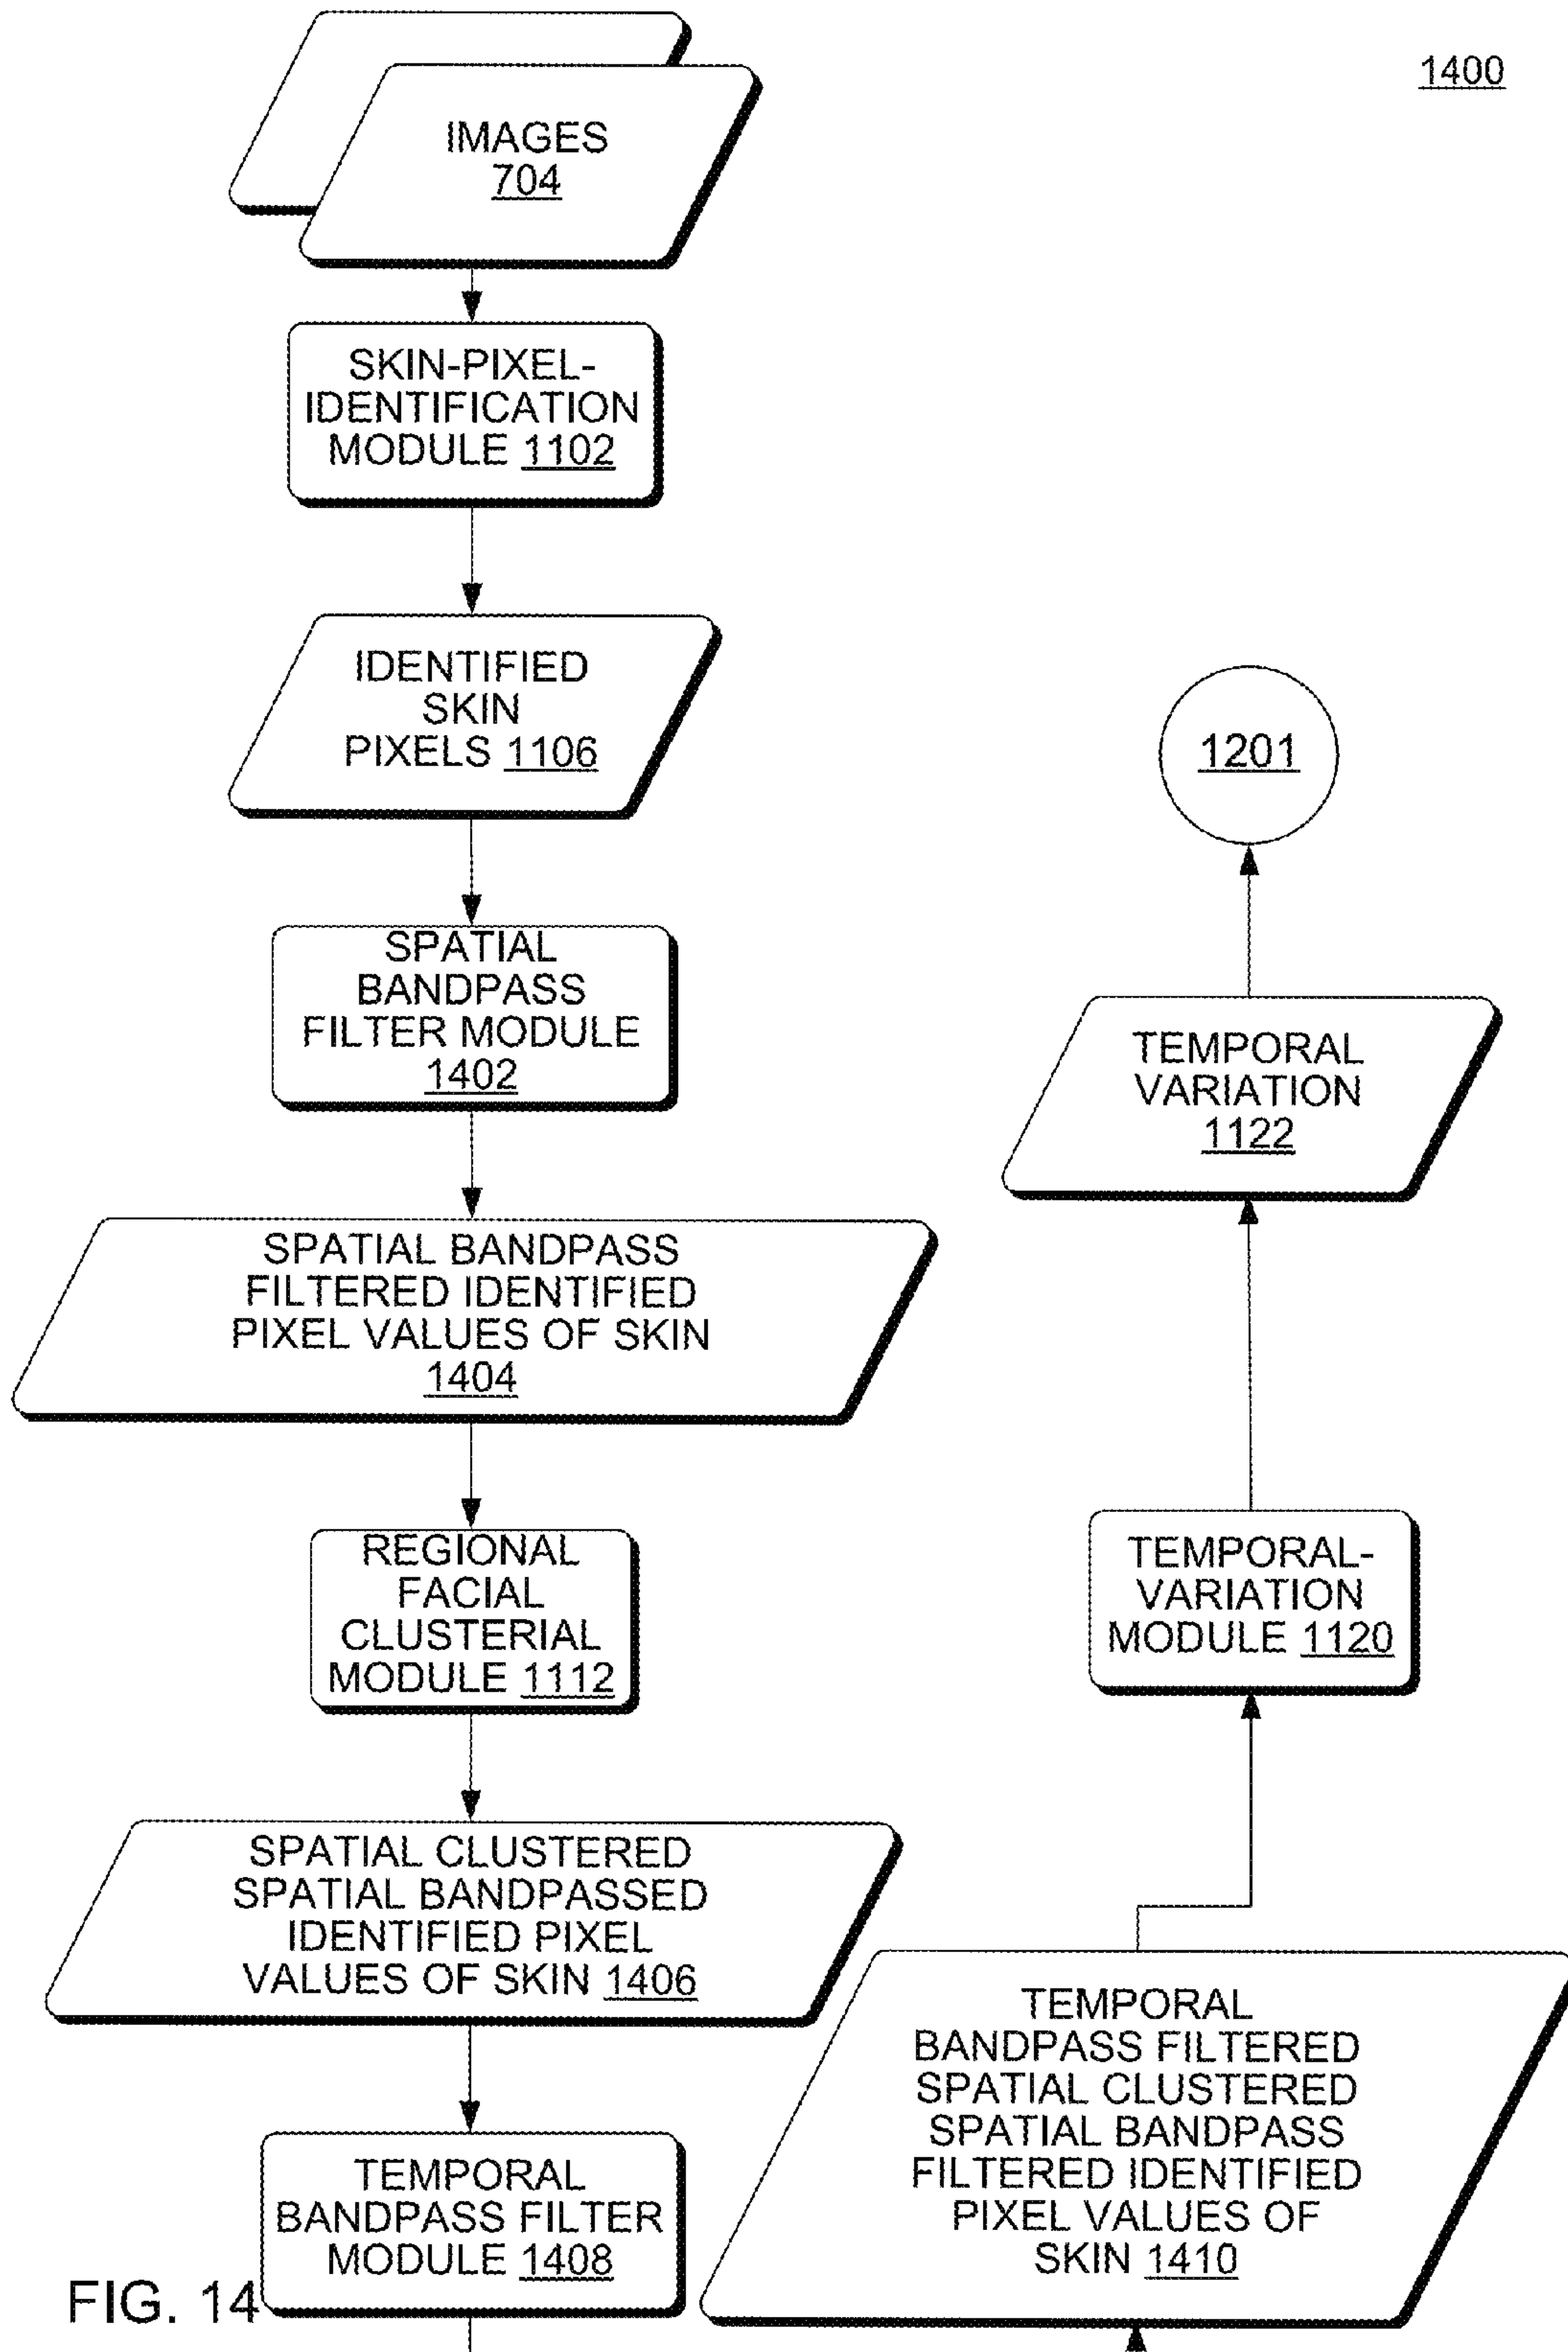 1400
IMAGES
704
SKIN-PIXEL-
IDENTIFICATION
MODULE 1102
IDENTIFIED
SKIN
PIXELS 1106
SPATIAL
BANDPASS
FILTER MODULE
1402
SPATIAL BANDPASS
FILTERED IDENTIFIED
PIXEL VALUES OF SKIN
1404
REGIONAL
FACIAL
CLUSTERIAL
MODULE 1112
SPATIAL CLUSTERED
SPATIAL BANDPASSED
IDENTIFIED PIXEL
VALUES OF SKIN 1406
TEMPORAL
BANDPASS FILTER
MODULE 1408
TEMPORAL
BANDPASS FILTERED
SPATIAL CLUSTERED
SPATIAL BANDPASS
FILTERED IDENTIFIED
PIXEL VALUES OF
SKIN 1410
TEMPORAL-
VARIATION
MODULE 1120
TEMPORAL
VARIATION
1122
1201
FIG. 14